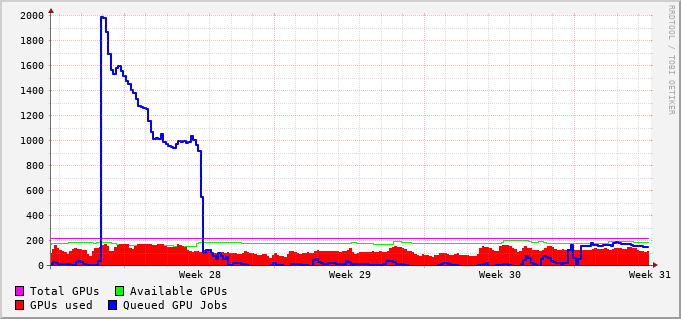 2000
1800
1600
1400
1200
1000
800
600
400
200
0
Week 28 Week 29 Week 30 Week 31
Total GPUs Available GPUs
GPUs used Queued GPU Jobs
RRDTOOL / TOBI OETIKER